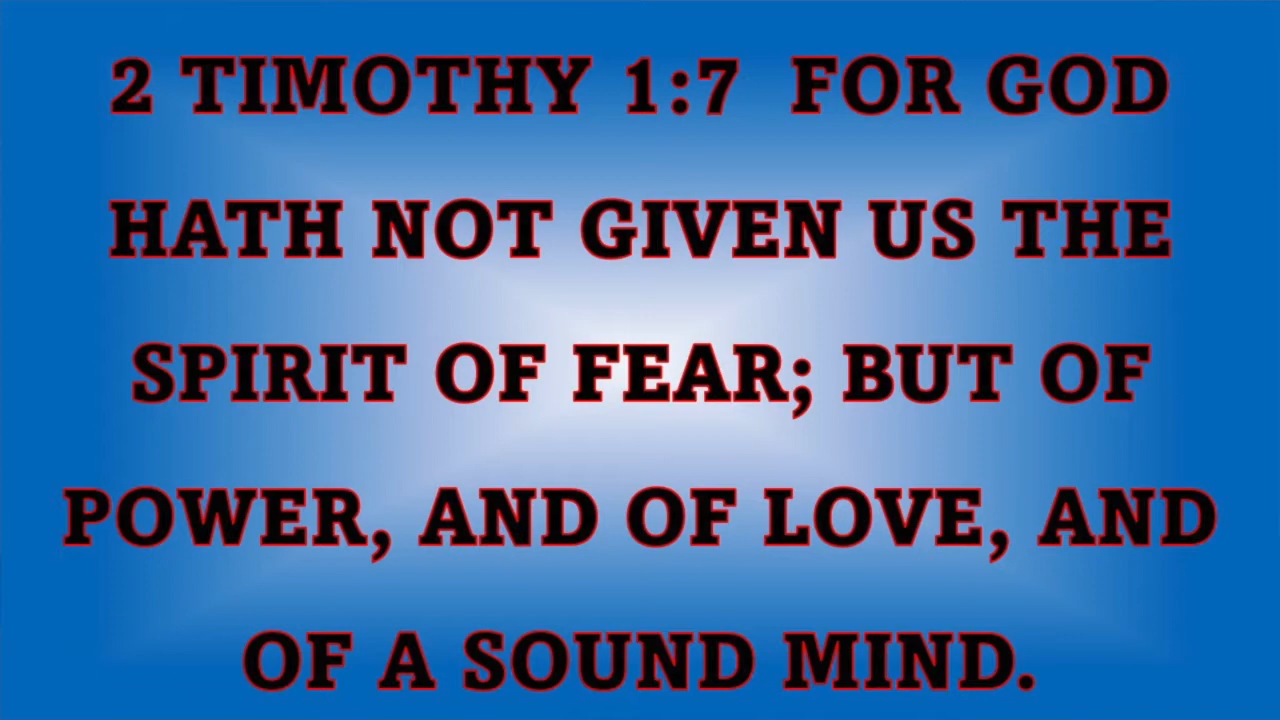 2 TIMOTHY 1:7  FOR GOD
HATH NOT GIVEN US THE
SPIRIT OF FEAR; BUT OF
POWER, AND OF LOVE, AND
OF A SOUND MIND.